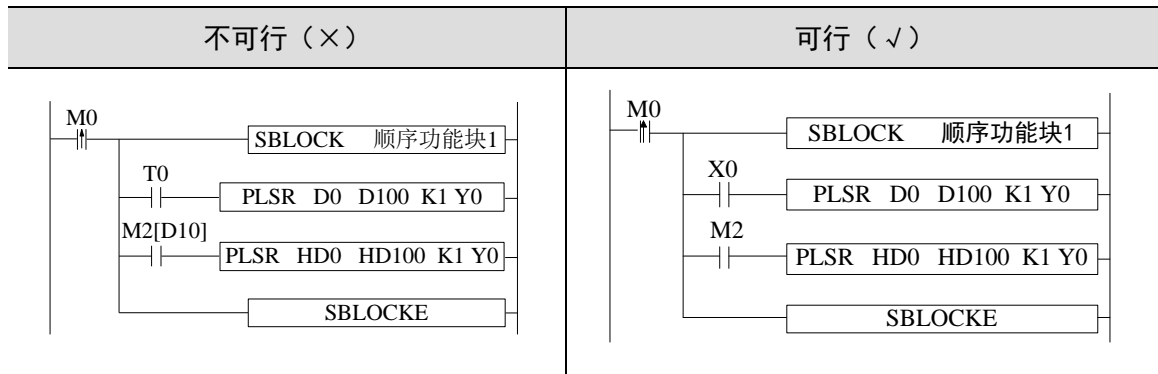 不可行（×）
可行（√）
M0
SBLOCK 顺序功能块1
T0
PLSR D0 D100 K1 Y0
M2[D10]
PLSR HD0 HD100 K1 Y0
SBLOCKE
M0
SBLOCK 顺序功能块1
X0
PLSR D0 D100 K1 Y0
M2
PLSR HD0 HD100 K1 Y0
SBLOCKE